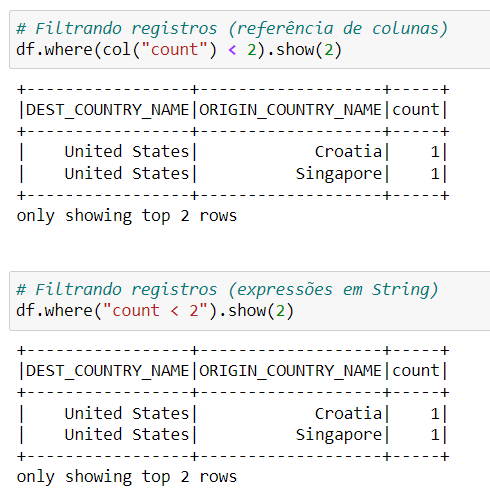 # Filtrando registros (referência de colunas)
df.where(col("count") < 2).show(2)
+-----------------+-------------------+-----+
|DEST_COUNTRY_NAME|ORIGIN_COUNTRY_NAME|count|
+-----------------+-------------------+-----+
|    United States|            Croatia|    1|
|    United States|          Singapore|    1|
+-----------------+-------------------+-----+
only showing top 2 rows
# Filtrando registros (expressões em String)
df.where("count < 2").show(2)
+-----------------+-------------------+-----+
|DEST_COUNTRY_NAME|ORIGIN_COUNTRY_NAME|count|
+-----------------+-------------------+-----+
|    United States|            Croatia|    1|
|    United States|          Singapore|    1|
+-----------------+-------------------+-----+
only showing top 2 rows